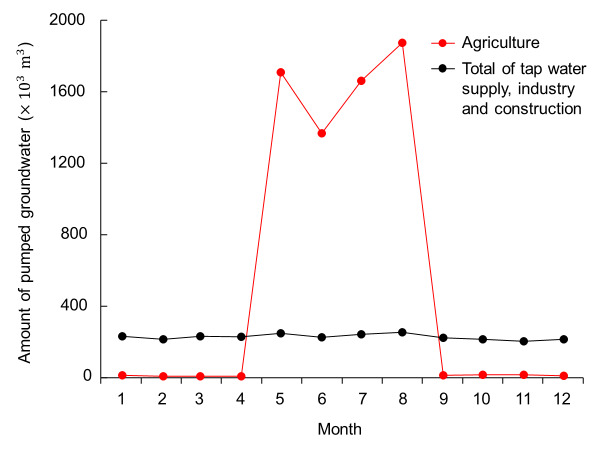 Amount of pumped groundwater (× 10³ m³)
2000
1600
1200
800
400
0
Agriculture
Total of tap water
supply, industry
and construction
1 2 3 4 5 6 7 8 9 10 11 12
Month